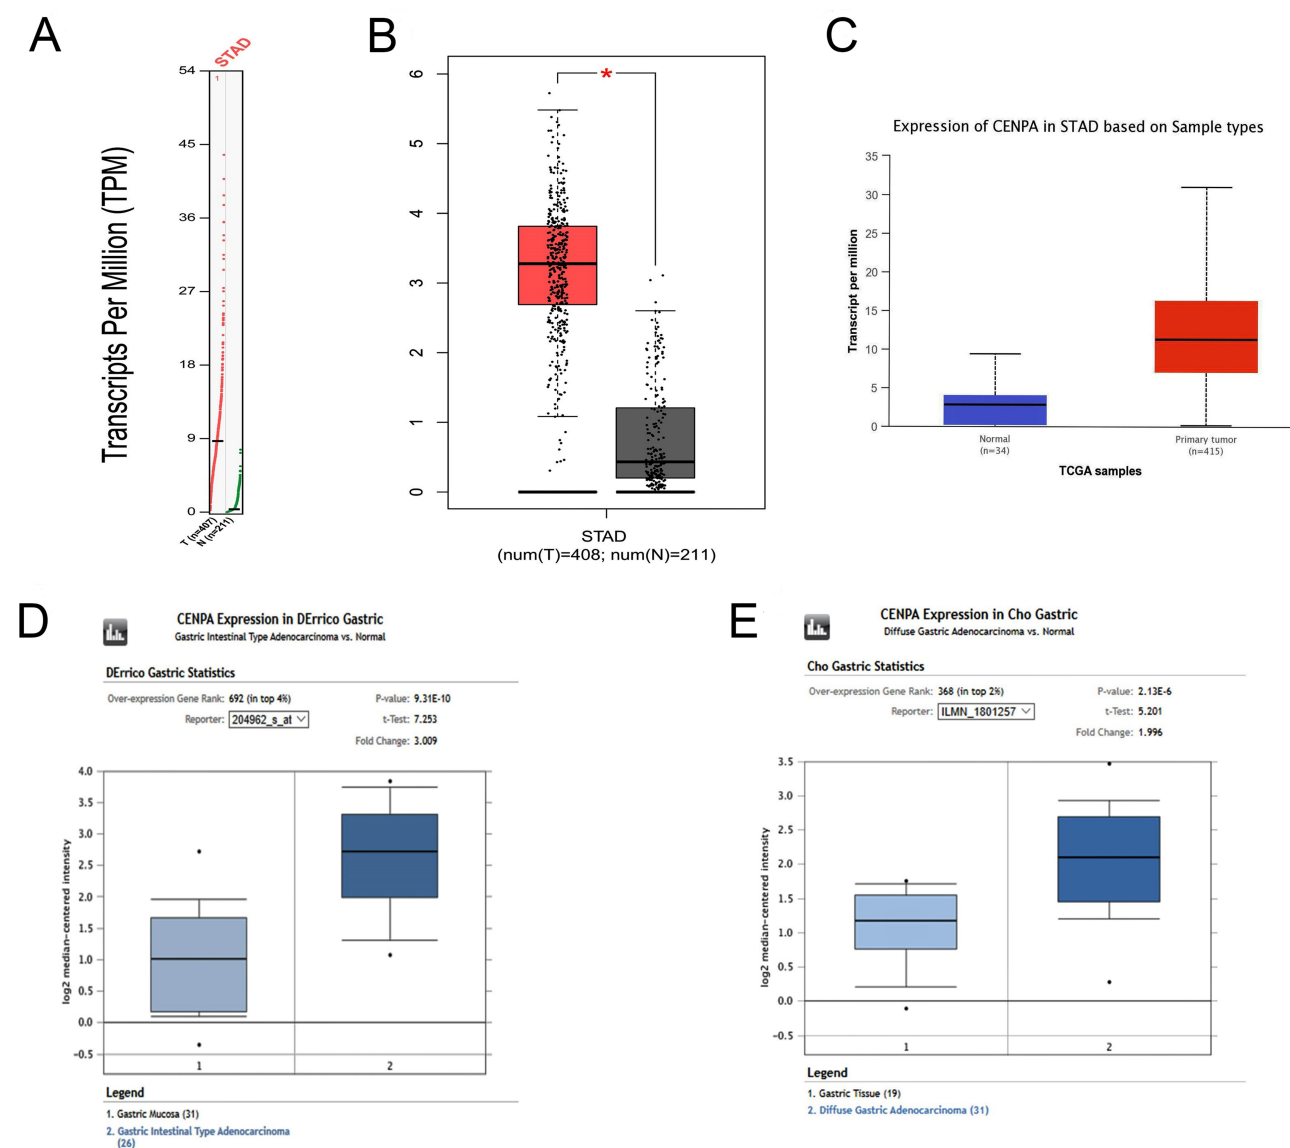 A
STAD
Transcripts Per Million (TPM)
54
45
36
27
18
9
0
1
T (n=407)
N (n=211)
B
6
5
4
3
2
1
0
*
STAD
(num(T)=408; num(N)=211)
C
Expression of CENPA in STAD based on Sample types
Transcript per million
35
30
25
20
15
10
5
0
Normal
(n=34)
Primary tumor
(n=415)
TCGA samples
D
CENPA Expression in DErrico Gastric
Gastric Intestinal Type Adenocarcinoma vs. Normal
DErrico Gastric Statistics
Over-expression Gene Rank: 692 (in top 4%)
P-value: 9.31E-10
Reporter: 204962_s_at
t-Test: 7.253
Fold Change: 3.009
log2 median-centered intensity
4.0
3.5
3.0
2.5
2.0
1.5
1.0
0.5
0.0
-0.5
1
2
Legend
1. Gastric Mucosa (31)
2. Gastric Intestinal Type Adenocarcinoma
(26)
E
CENPA Expression in Cho Gastric
Diffuse Gastric Adenocarcinoma vs. Normal
Cho Gastric Statistics
Over-expression Gene Rank: 368 (in top 2%)
P-value: 2.13E-6
Reporter: ILMN_1801257
t-Test: 5.201
Fold Change: 1.996
log2 median-centered intensity
3.5
3.0
2.5
2.0
1.5
1.0
0.5
0.0
-0.5
1
2
Legend
1. Gastric Tissue (19)
2. Diffuse Gastric Adenocarcinoma (31)